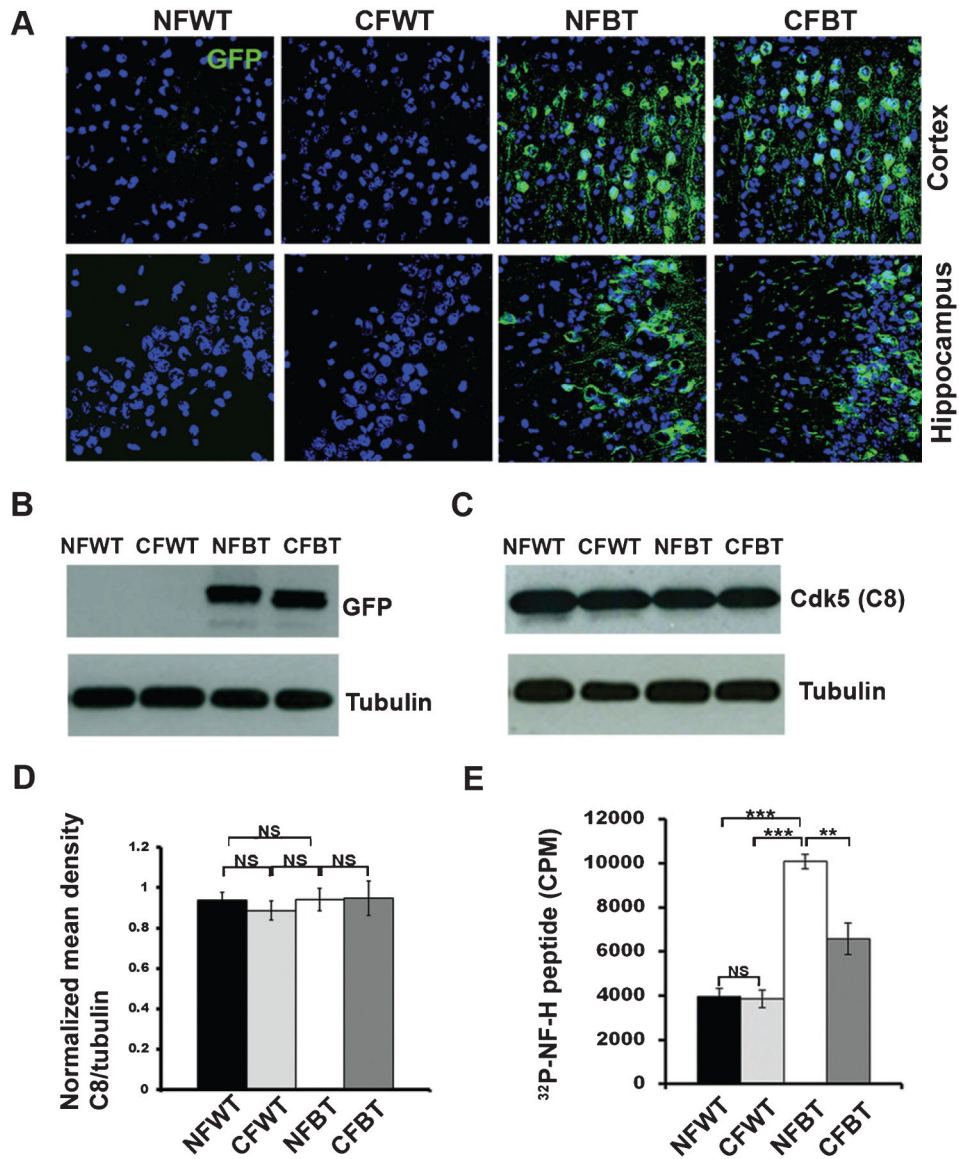 A
NFWT CFWT NFBT CFBT
GFP
Cortex
Hippocampus
B
NFWT CFWT NFBT CFBT
GFP
Tubulin
C
NFWT CFWT NFBT CFBT
Cdk5 (C8)
Tubulin
D
Normalized mean density
C8/tubulin
1.2
1
0.8
0.6
0.4
0.2
0
NS
NS NS NS
NFWT CFWT NFBT CFBT
E
³²P-NF-H peptide (CPM)
12000
10000
8000
6000
4000
2000
0
***
*** **
NS
NFWT CFWT NFBT CFBT